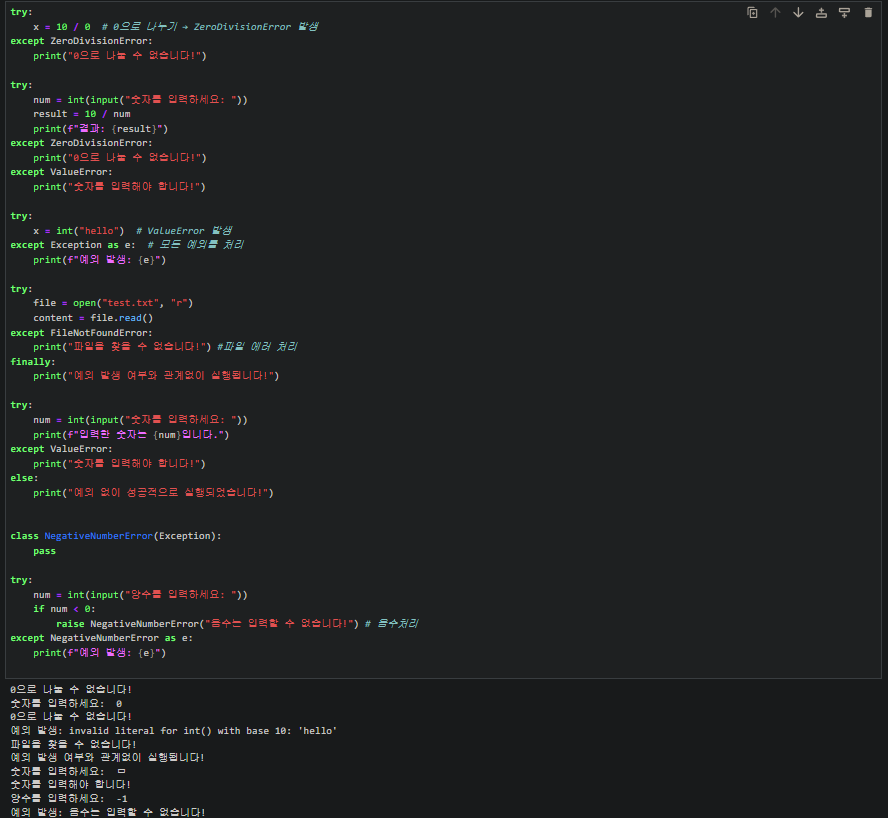 try:
    x = 10 / 0  # 0으로 나누기 → ZeroDivisionError 발생
except ZeroDivisionError:
    print("0으로 나눌 수 없습니다!")

try:
    num = int(input("숫자를 입력하세요: "))
    result = 10 / num
    print(f"결과: {result}")
except ZeroDivisionError:
    print("0으로 나눌 수 없습니다!")
except ValueError:
    print("숫자를 입력해야 합니다!")

try:
    x = int("hello")  # ValueError 발생
except Exception as e:  # 모든 예외를 처리
    print(f"예외 발생: {e}")

try:
    file = open("test.txt", "r")
    content = file.read()
except FileNotFoundError:
    print("파일을 찾을 수 없습니다!") #파일 에러 처리
finally:
    print("예외 발생 여부와 관계없이 실행됩니다!")

try:
    num = int(input("숫자를 입력하세요: "))
    print(f"입력한 숫자는 {num}입니다.")
except ValueError:
    print("숫자를 입력해야 합니다!")
else:
    print("예외 없이 성공적으로 실행되었습니다!")


class NegativeNumberError(Exception):
    pass

try:
    num = int(input("양수를 입력하세요: "))
    if num < 0:
        raise NegativeNumberError("음수는 입력할 수 없습니다!") # 음수처리
except NegativeNumberError as e:
    print(f"예외 발생: {e}")

0으로 나눌 수 없습니다!
숫자를 입력하세요:  0
0으로 나눌 수 없습니다!
예외 발생: invalid literal for int() with base 10: 'hello'
파일을 찾을 수 없습니다!
예외 발생 여부와 관계없이 실행됩니다!
숫자를 입력하세요:  ㅁ
숫자를 입력해야 합니다!
양수를 입력하세요:  -1
예외 발생: 음수는 입력할 수 없습니다!